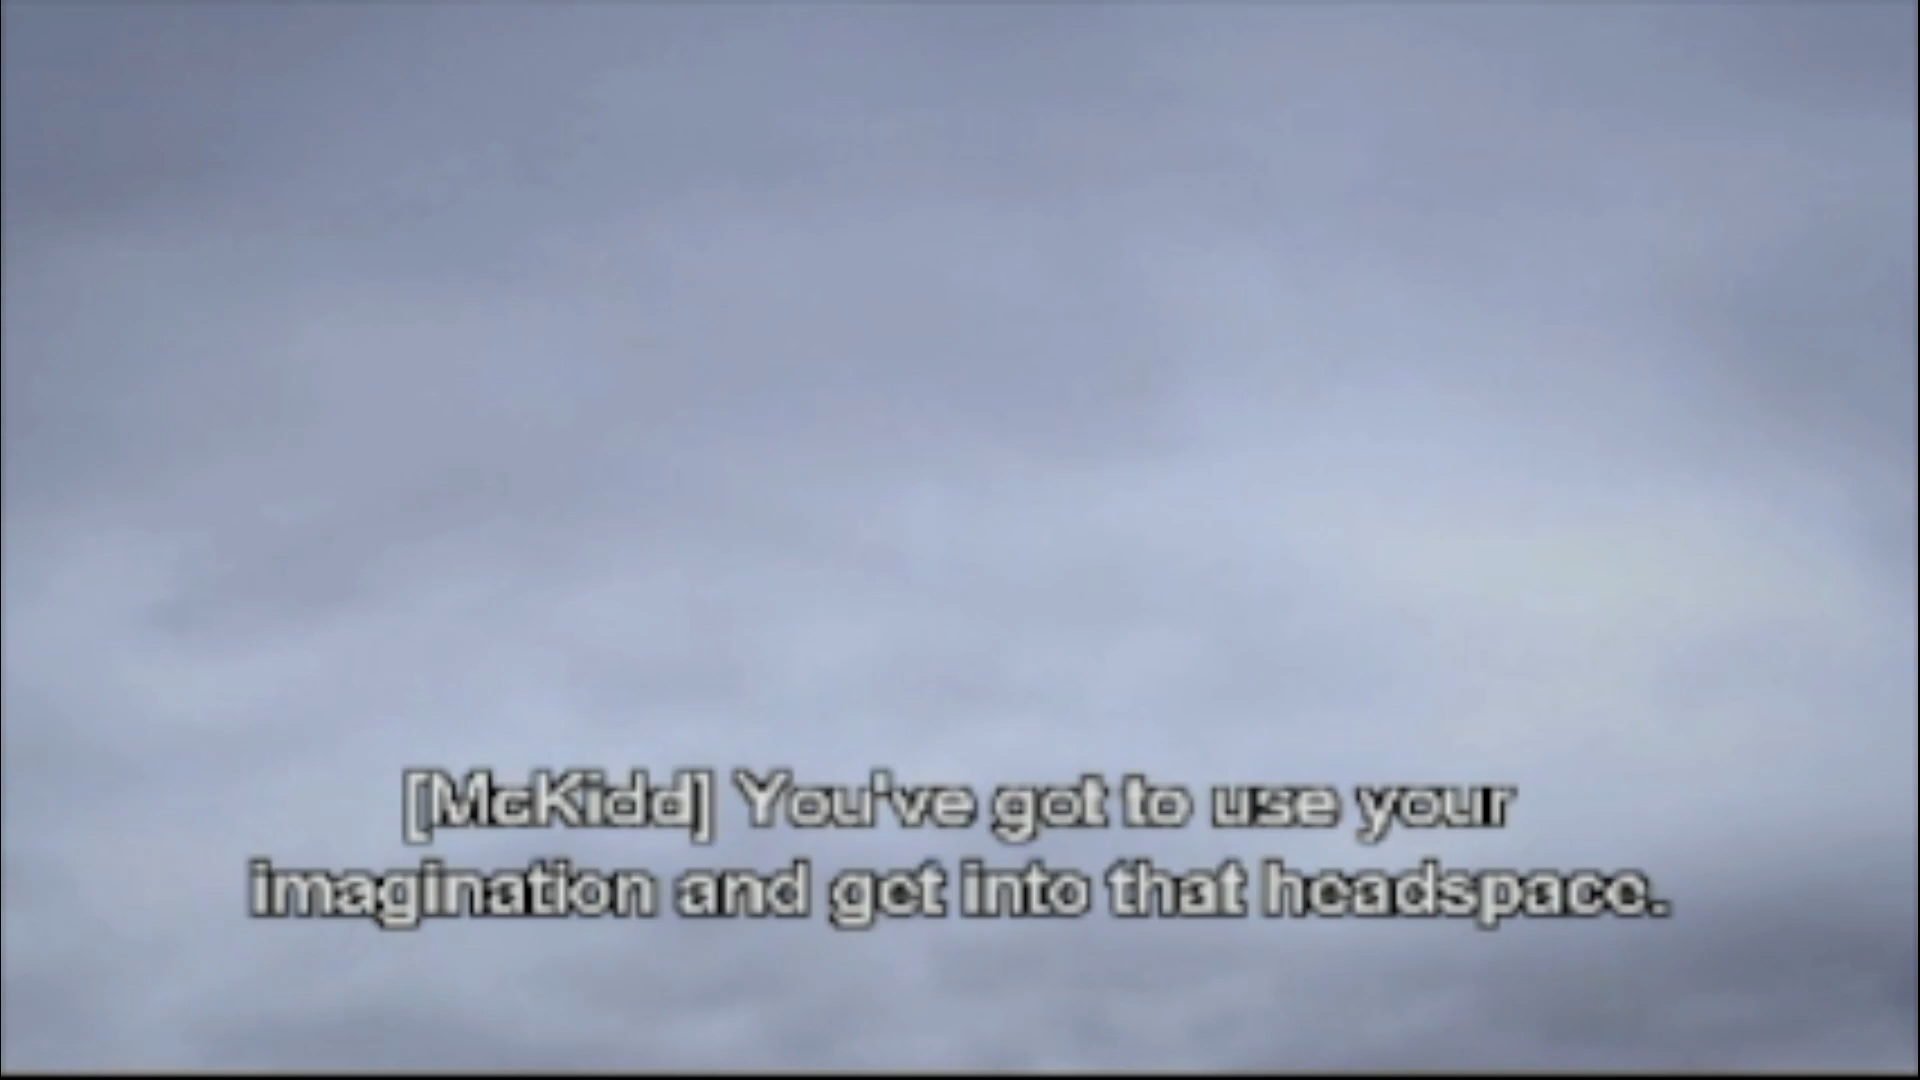 [McKidd] You've got to use your
imagination and get into that headspace.